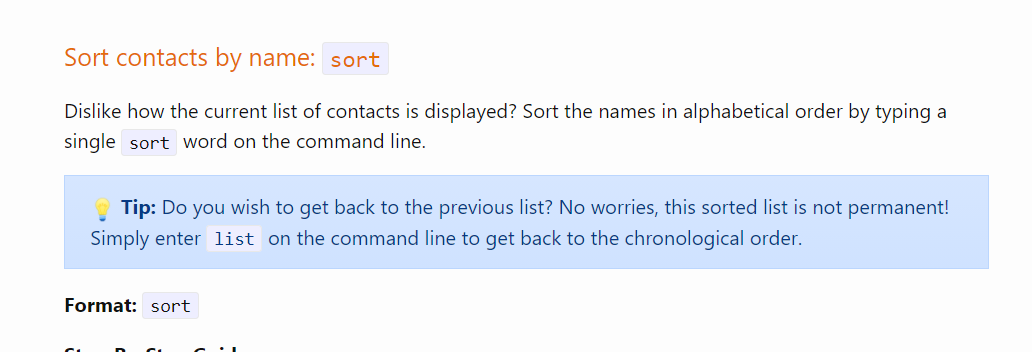 Sort contacts by name: sort
Dislike how the current list of contacts is displayed? Sort the names in alphabetical order by typing a
single sort word on the command line.
💡 Tip: Do you wish to get back to the previous list? No worries, this sorted list is not permanent!
Simply enter list on the command line to get back to the chronological order.
Format: sort